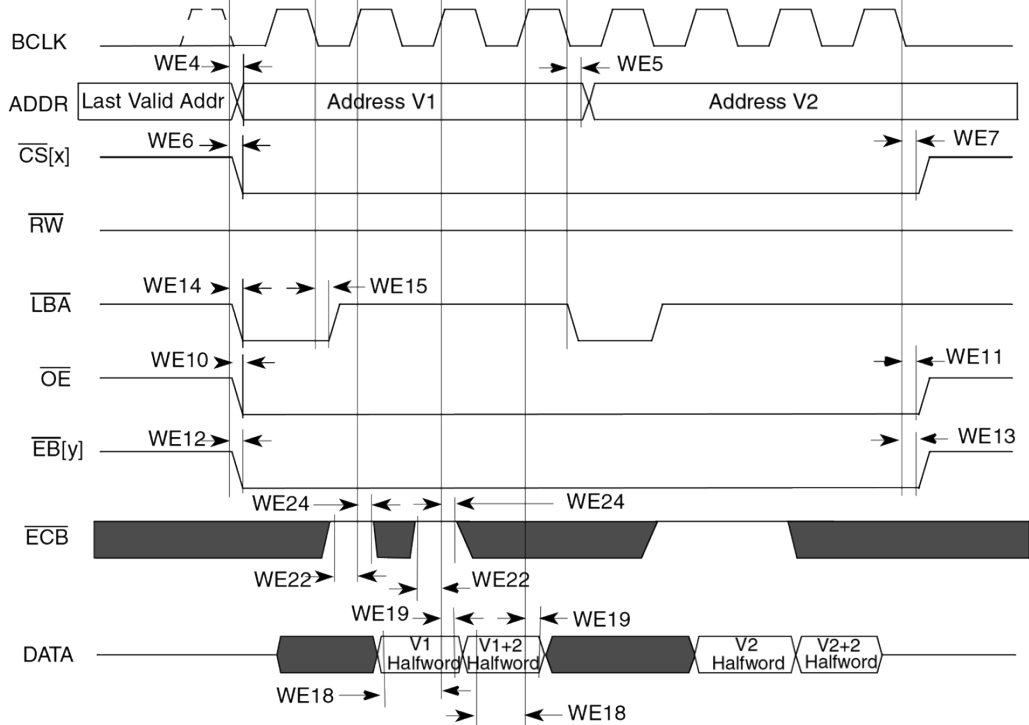 BCLK
WE4
WE5
ADDR
Last Valid Addr
Address V1
Address V2
WE6
WE7
CS[x]
RW
WE14
WE15
LBA
WE10
WE11
OE
WE12
WE13
EB[y]
WE24
WE24
ECB
WE22
WE22
WE19
WE19
DATA
V1
Halfword
V1+2
Halfword
V2
Halfword
V2+2
Halfword
WE18
WE18